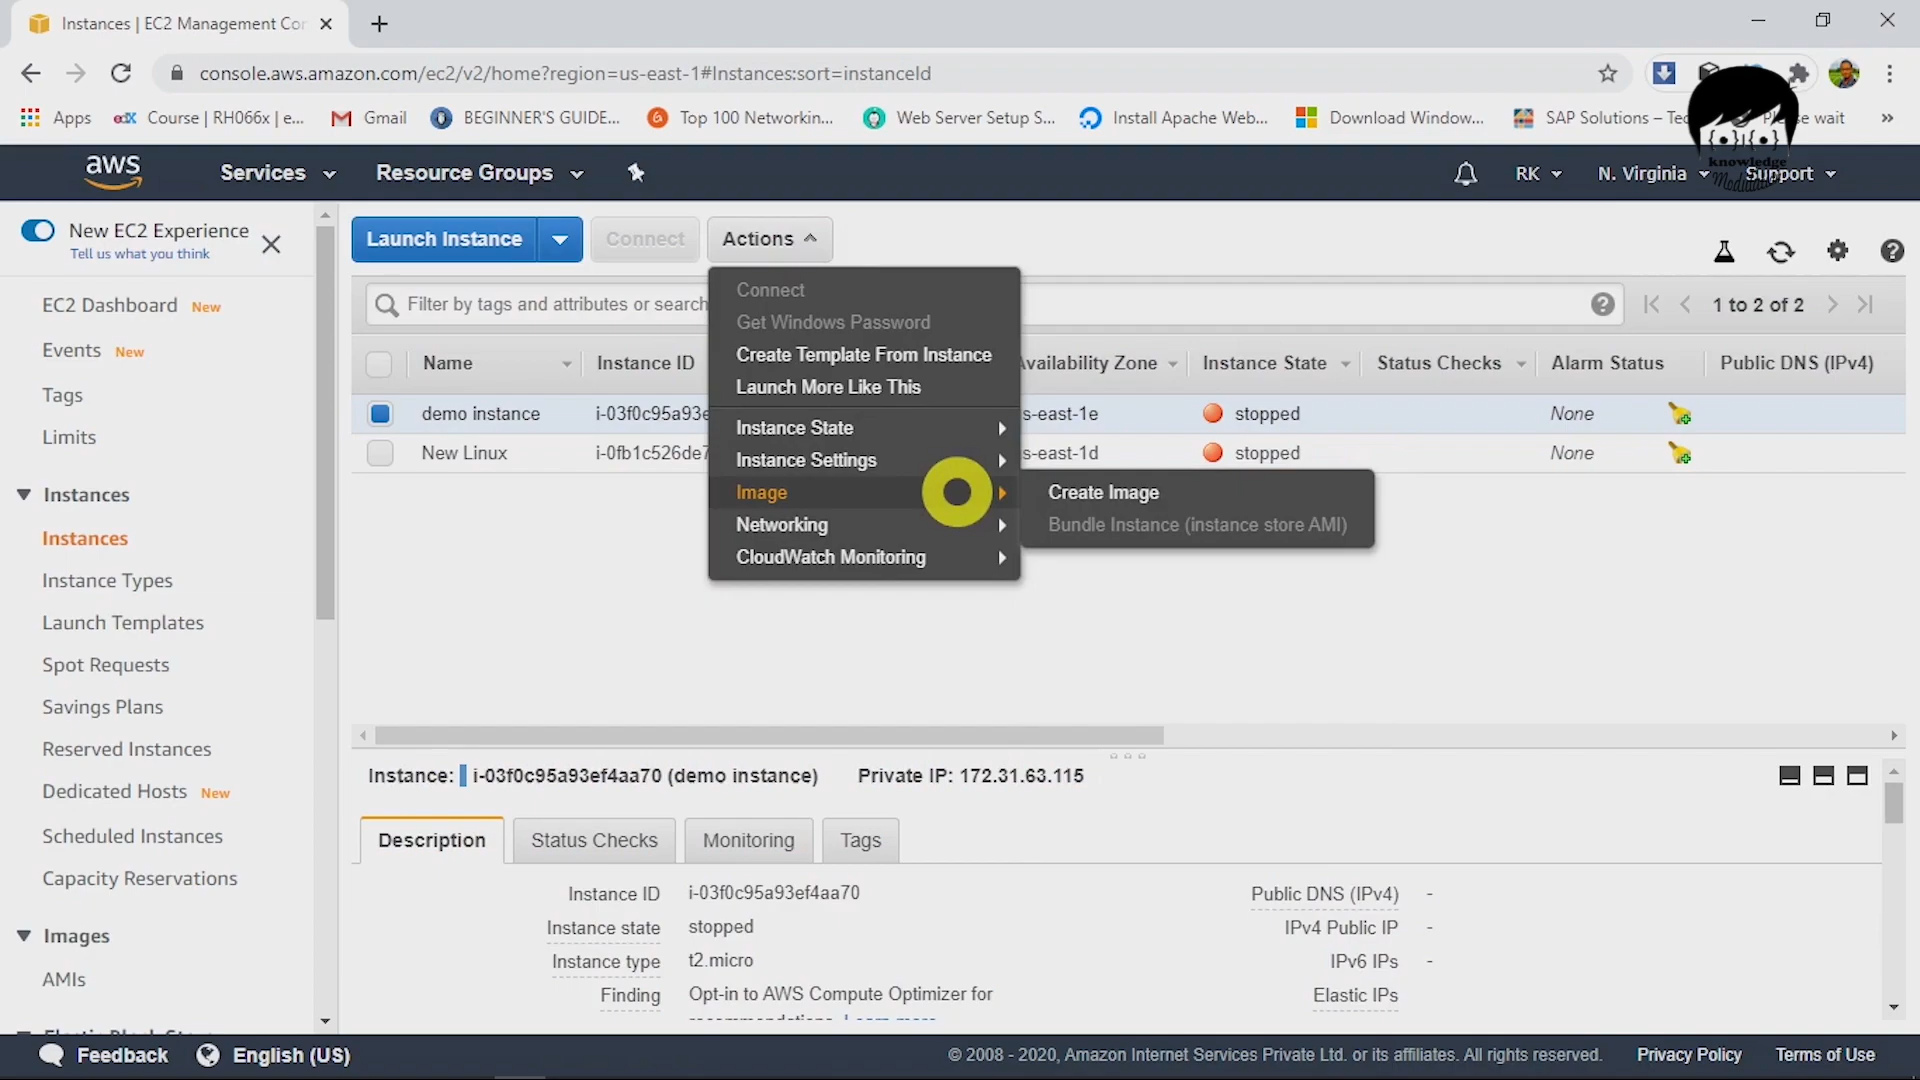 Instances | EC2 Management Con
console.aws.amazon.com/ec2/v2/home?region=us-east-1#Instances:sort=instanceId
Apps
edX Course | RH066x | e...
Gmail
BEGINNER'S GUIDE...
Top 100 Networkin...
Web Server Setup S...
Install Apache Web...
Download Window...
SAP Solutions – Tec
Please wait
»
aws
Services
Resource Groups
RK
N. Virginia
Support
{•}|{•}
knowledge
New EC2 Experience
Tell us what you think
Launch Instance
Connect
Actions
EC2 Dashboard New
Events New
Tags
Limits
Instances
Instances
Instance Types
Launch Templates
Spot Requests
Savings Plans
Reserved Instances
Dedicated Hosts New
Scheduled Instances
Capacity Reservations
Images
AMIs
Filter by tags and attributes or search
1 to 2 of 2
Name Instance ID Availability Zone Instance State Status Checks Alarm Status Public DNS (IPv4)
demo instance i-03f0c95a93e s-east-1e stopped None
New Linux i-0fb1c526de7 s-east-1d stopped None
Connect
Get Windows Password
Create Template From Instance
Launch More Like This
Instance State
Instance Settings
Image
Networking
CloudWatch Monitoring
Create Image
Bundle Instance (instance store AMI)
Instance: i-03f0c95a93ef4aa70 (demo instance) Private IP: 172.31.63.115
Description
Status Checks
Monitoring
Tags
Instance ID i-03f0c95a93ef4aa70
Instance state stopped
Instance type t2.micro
Finding Opt-in to AWS Compute Optimizer for
Public DNS (IPv4) -
IPv4 Public IP -
IPv6 IPs -
Elastic IPs
Feedback
English (US)
© 2008 - 2020, Amazon Internet Services Private Ltd. or its affiliates. All rights reserved.
Privacy Policy
Terms of Use